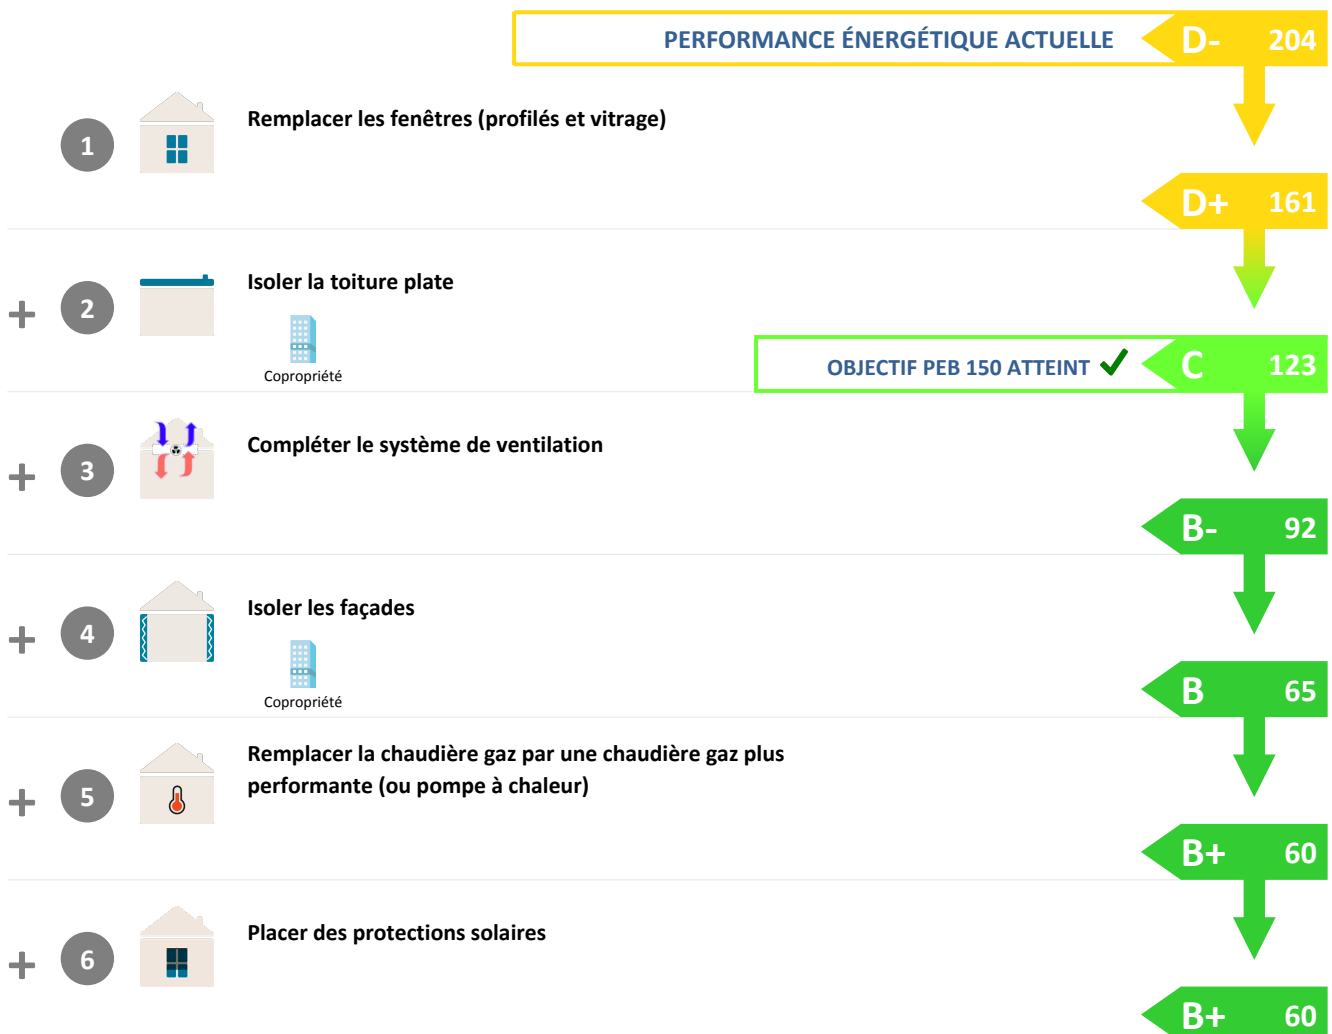 PERFORMANCE ÉNERGÉTIQUE ACTUELLE D- 204
1 Remplacer les fenêtres (profilés et vitrage)
D+ 161
+ 2 Isoler la toiture plate
Copropriété
OBJECTIF PEB 150 ATTEINT ✓ C 123
+ 3 Compléter le système de ventilation
B- 92
+ 4 Isoler les façades
Copropriété
B 65
+ 5 Remplacer la chaudière gaz par une chaudière gaz plus
performante (ou pompe à chaleur)
B+ 60
+ 6 Placer des protections solaires
B+ 60